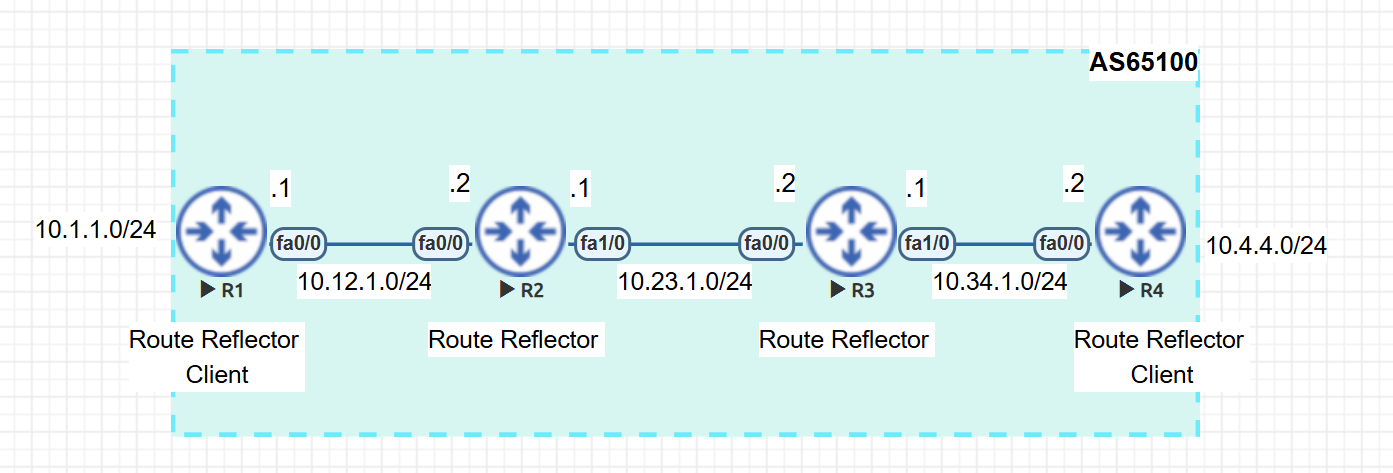 AS65100
.1
.2
.1
.2
.1
.2
10.1.1.0/24
fa0/0
fa0/0
fa1/0
fa0/0
fa1/0
fa0/0
10.4.4.0/24
10.12.1.0/24
10.23.1.0/24
10.34.1.0/24
R1
R2
R3
R4
Route Reflector
Client
Route Reflector
Route Reflector
Route Reflector
Client